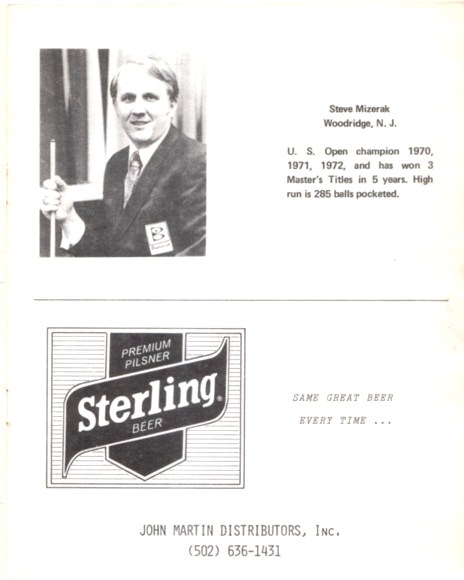 Steve Mizerak
Woodridge, N. J.
U. S. Open champion 1970,
1971, 1972, and has won 3
Master's Titles in 5 years. High
run is 285 balls pocketed.
PREMIUM
PILSNER
Sterling®
BEER
SAME GREAT BEER
EVERY TIME ...
JOHN MARTIN DISTRIBUTORS, Inc.
(502) 636-1431